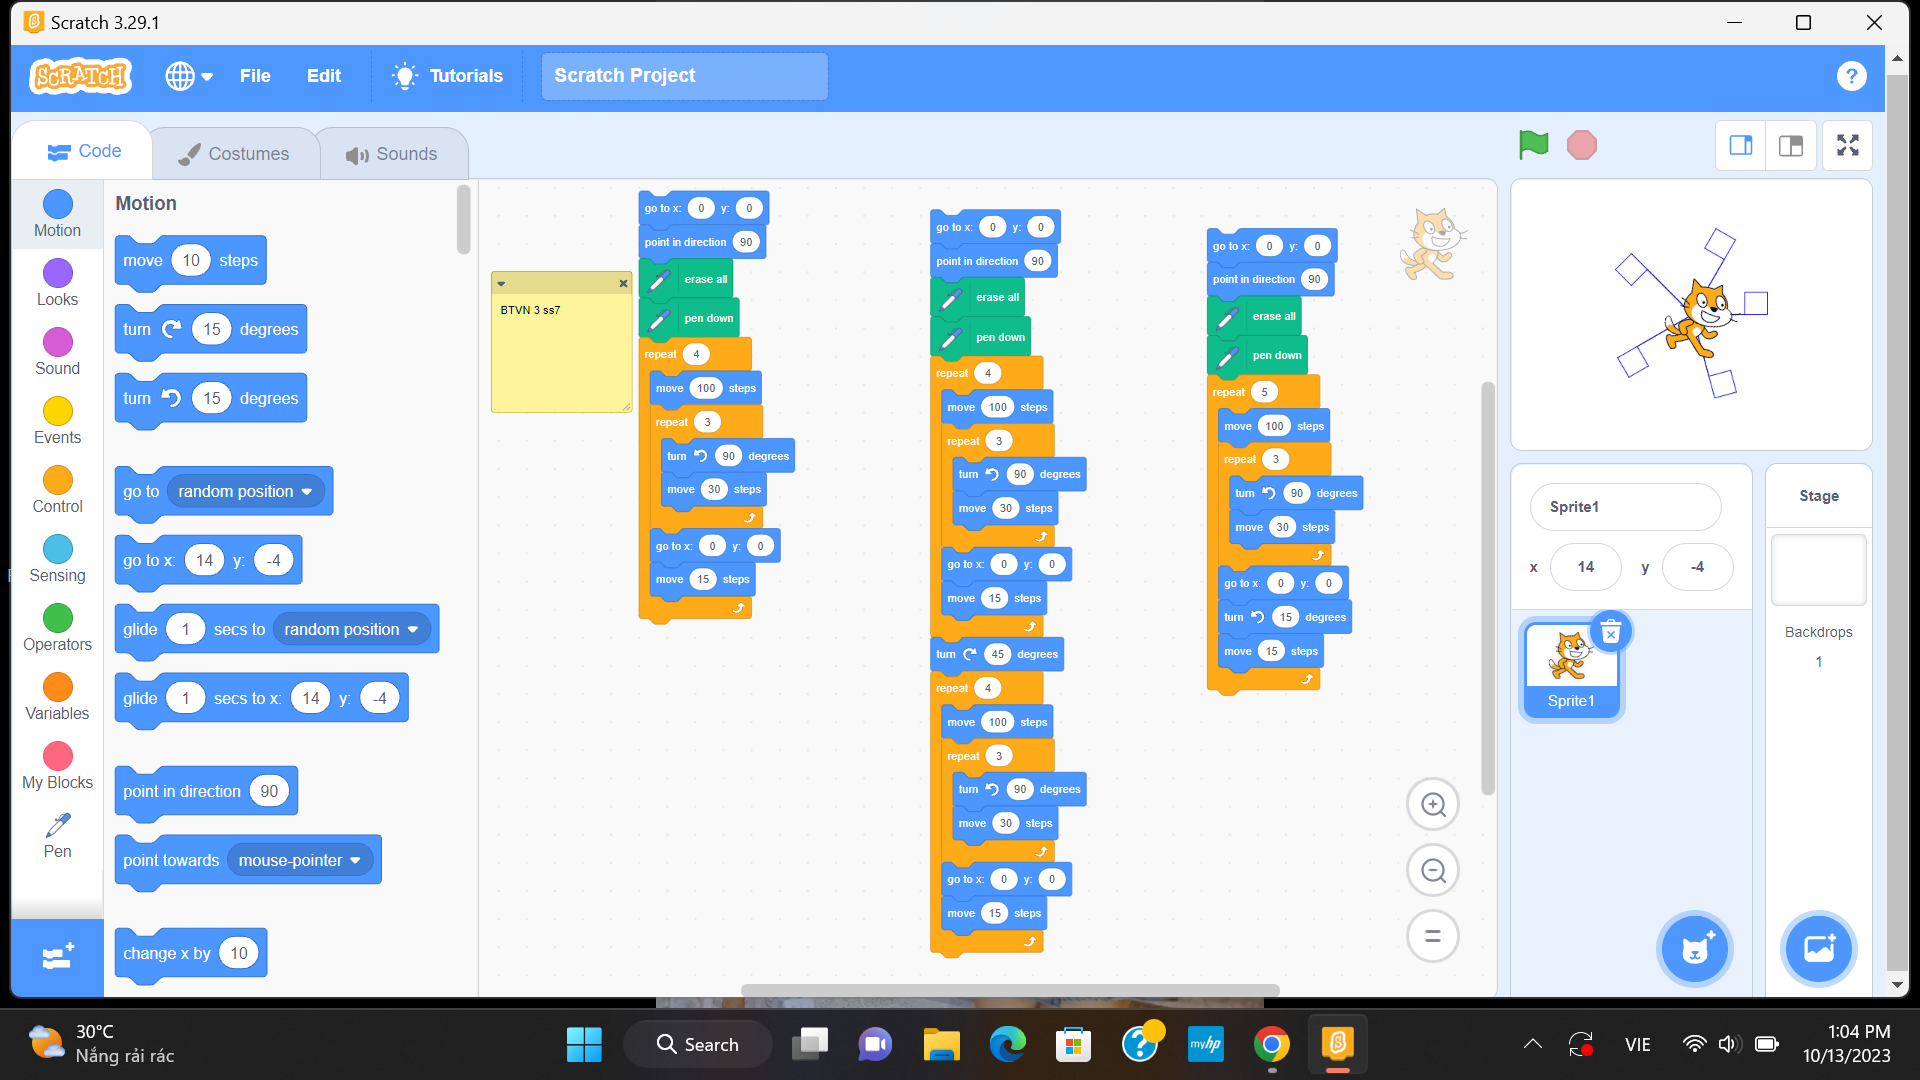 Scratch 3.29.1
SCRATCH
File
Edit
Tutorials
Scratch Project
?
Code
Costumes
Sounds
Motion
Looks
Sound
Events
Control
Sensing
Operators
Variables
My Blocks
Pen
Motion
move 10 steps
turn 15 degrees
turn 15 degrees
go to random position
go to x: 14 y: -4
glide 1 secs to random position
glide 1 secs to x: 14 y: -4
point in direction 90
point towards mouse-pointer
change x by 10
BTVN 3 ss7
go to x: 0 y: 0
point in direction 90
erase all
pen down
repeat 4
move 100 steps
repeat 3
turn 90 degrees
move 30 steps
go to x: 0 y: 0
move 15 steps
go to x: 0 y: 0
point in direction 90
erase all
pen down
repeat 4
move 100 steps
repeat 3
turn 90 degrees
move 30 steps
go to x: 0 y: 0
move 15 steps
turn 45 degrees
repeat 4
move 100 steps
repeat 3
turn 90 degrees
move 30 steps
go to x: 0 y: 0
move 15 steps
go to x: 0 y: 0
point in direction 90
erase all
pen down
repeat 5
move 100 steps
repeat 3
turn 90 degrees
move 30 steps
go to x: 0 y: 0
turn 15 degrees
move 15 steps
Sprite1
x 14 y -4
Sprite1
Stage
Backdrops
1
30°C
Nắng rải rác
Search
myhp
VIE
1:04 PM
10/13/2023